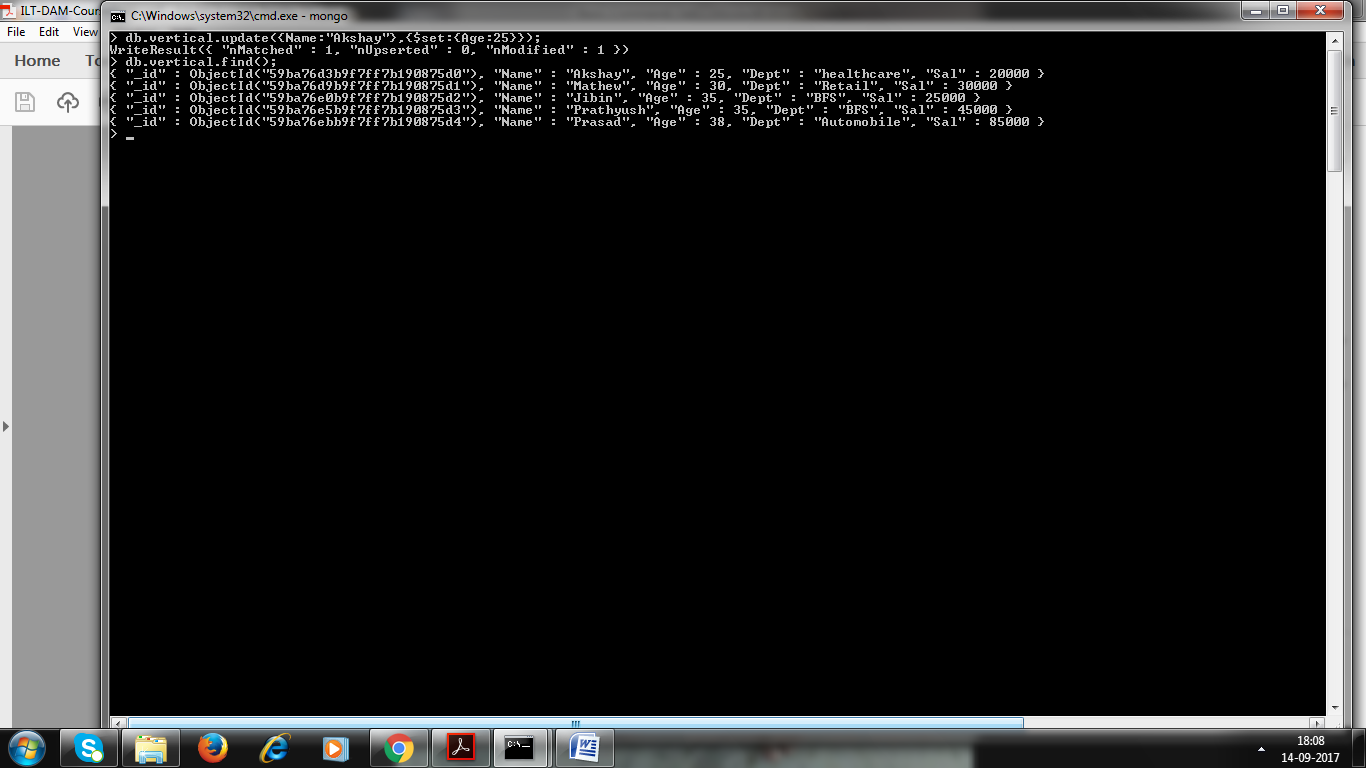 ILT-DAM-Cour
C:\Windows\system32\cmd.exe - mongo
File Edit View
Home
> db.vertical.update({Name:"Akshay"},{$set:{Age:25}});
WriteResult({ "nMatched" : 1, "nUpserted" : 0, "nModified" : 1 })
> db.vertical.find();
{ "_id" : ObjectId("59ba76d3b9f7ff7b190875d0"), "Name" : "Akshay", "Age" : 25, "Dept" : "healthcare", "Sal" : 20000 }
{ "_id" : ObjectId("59ba76d9b9f7ff7b190875d1"), "Name" : "Mathew", "Age" : 30, "Dept" : "Retail", "Sal" : 30000 }
{ "_id" : ObjectId("59ba76e0b9f7ff7b190875d2"), "Name" : "Jibin", "Age" : 35, "Dept" : "BFS", "Sal" : 25000 }
{ "_id" : ObjectId("59ba76e5b9f7ff7b190875d3"), "Name" : "Prathyush", "Age" : 35, "Dept" : "BFS", "Sal" : 45000 }
{ "_id" : ObjectId("59ba76ebb9f7ff7b190875d4"), "Name" : "Prasad", "Age" : 38, "Dept" : "Automobile", "Sal" : 85000 }
>
18:08
14-09-2017